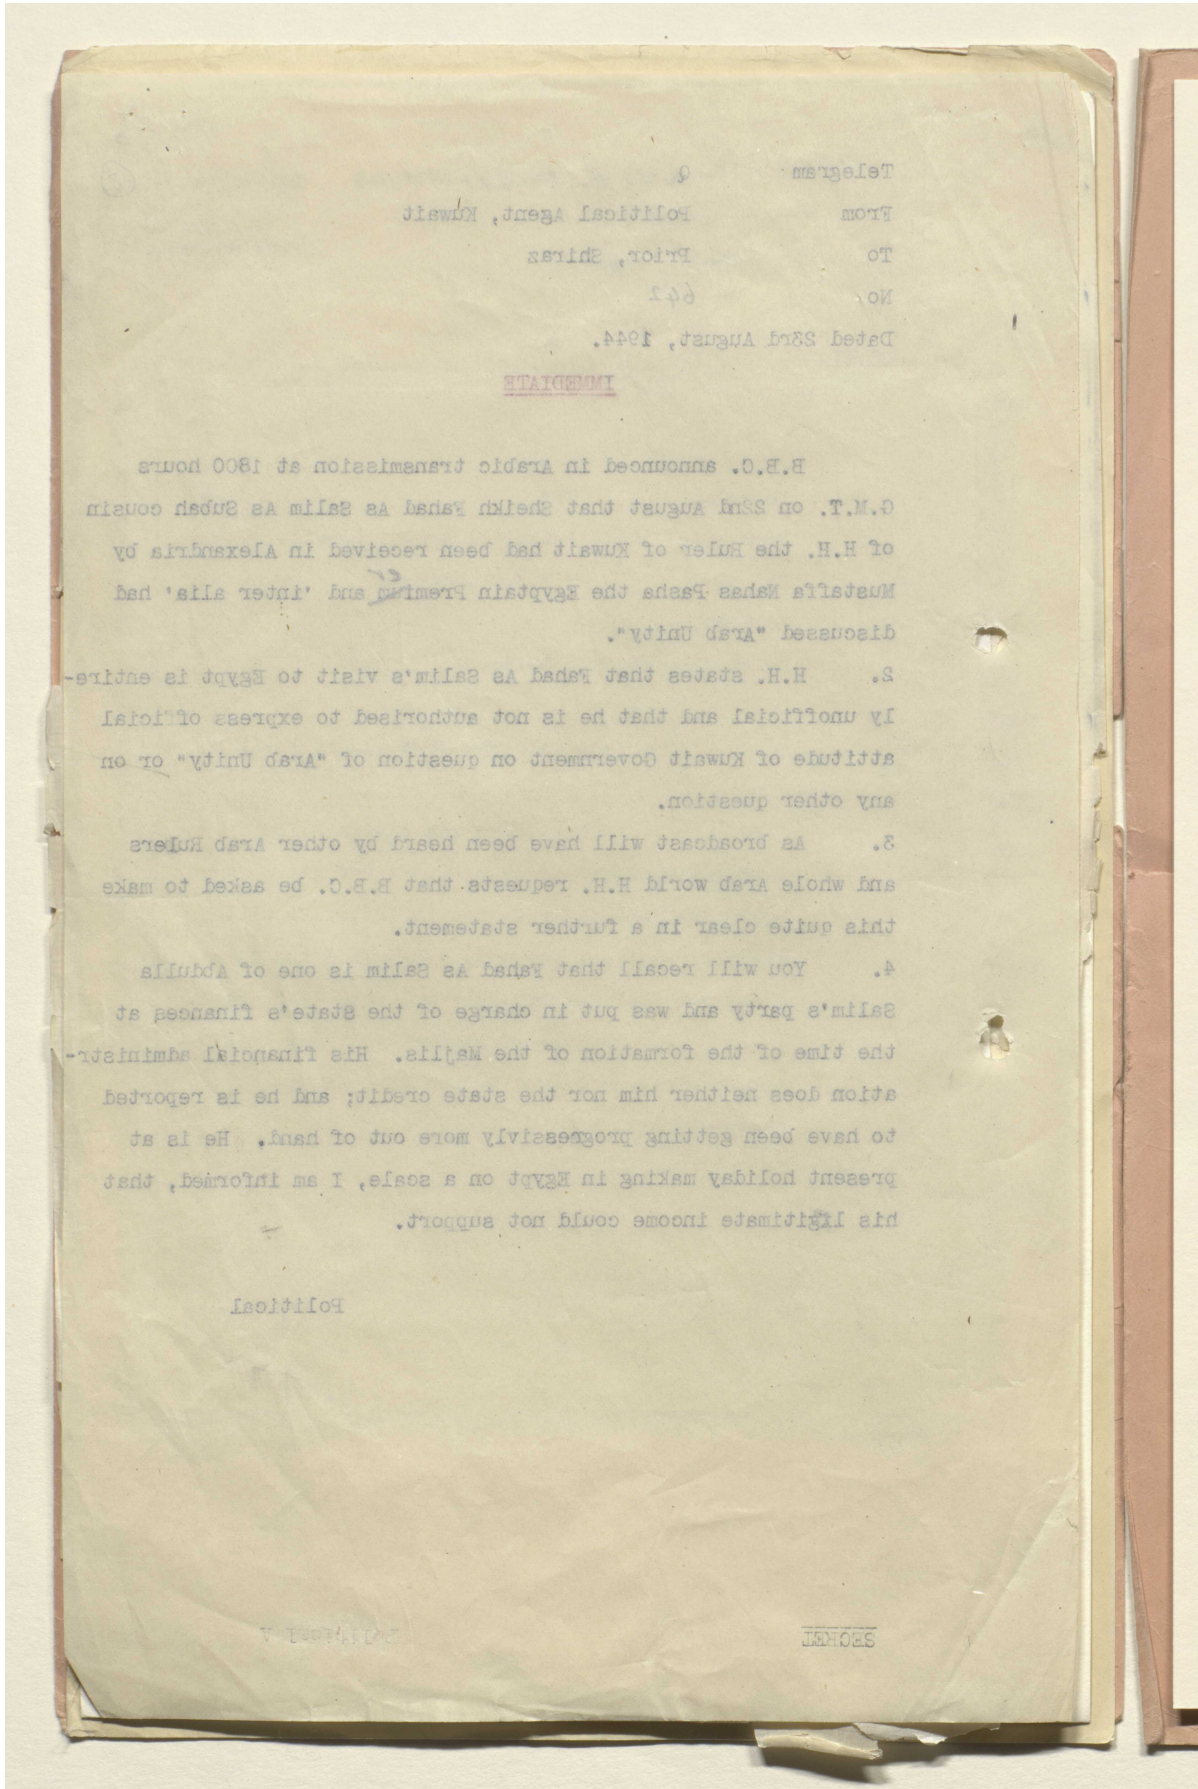 Telegram Q
From Political Agent, Kuwait
To Prior, Shiraz
No. 642
Dated 23rd August, 1944.
IMMEDIATE
B.B.C. announced in Arabic transmission at 1800 hours
G.M.T. on 22nd August that Sheikh Fahad As Salim As Subah cousin
of H.H. the Ruler of Kuwait had been received in Alexandria by
Mustaffa Nahas Pasha the Egyptain Premier and 'inter alia' had
discussed "Arab Unity".
2. H.H. states that Fahad As Salim's visit to Egypt is entire-
ly unofficial and that he is not authorised to express official
attitude of Kuwait Government on question of "Arab Unity" or on
any other question.
3. As broadcast will have been heard by other Arab Rulers
and whole Arab world H.H. requests that B.B.C. be asked to make
this quite clear in a further statement.
4. You will recall that Fahad As Salim is one of Abdulla
Salim's party and was put in charge of the State's finances at
the time of the formation of the Majlis. His financial administr-
ation does neither him nor the state credit; and he is reported
to have been getting progressivly more out of hand. He is at
present holiday making in Egypt on a scale, I am informed, that
his ligitimate income could not support.
Political
SECRET